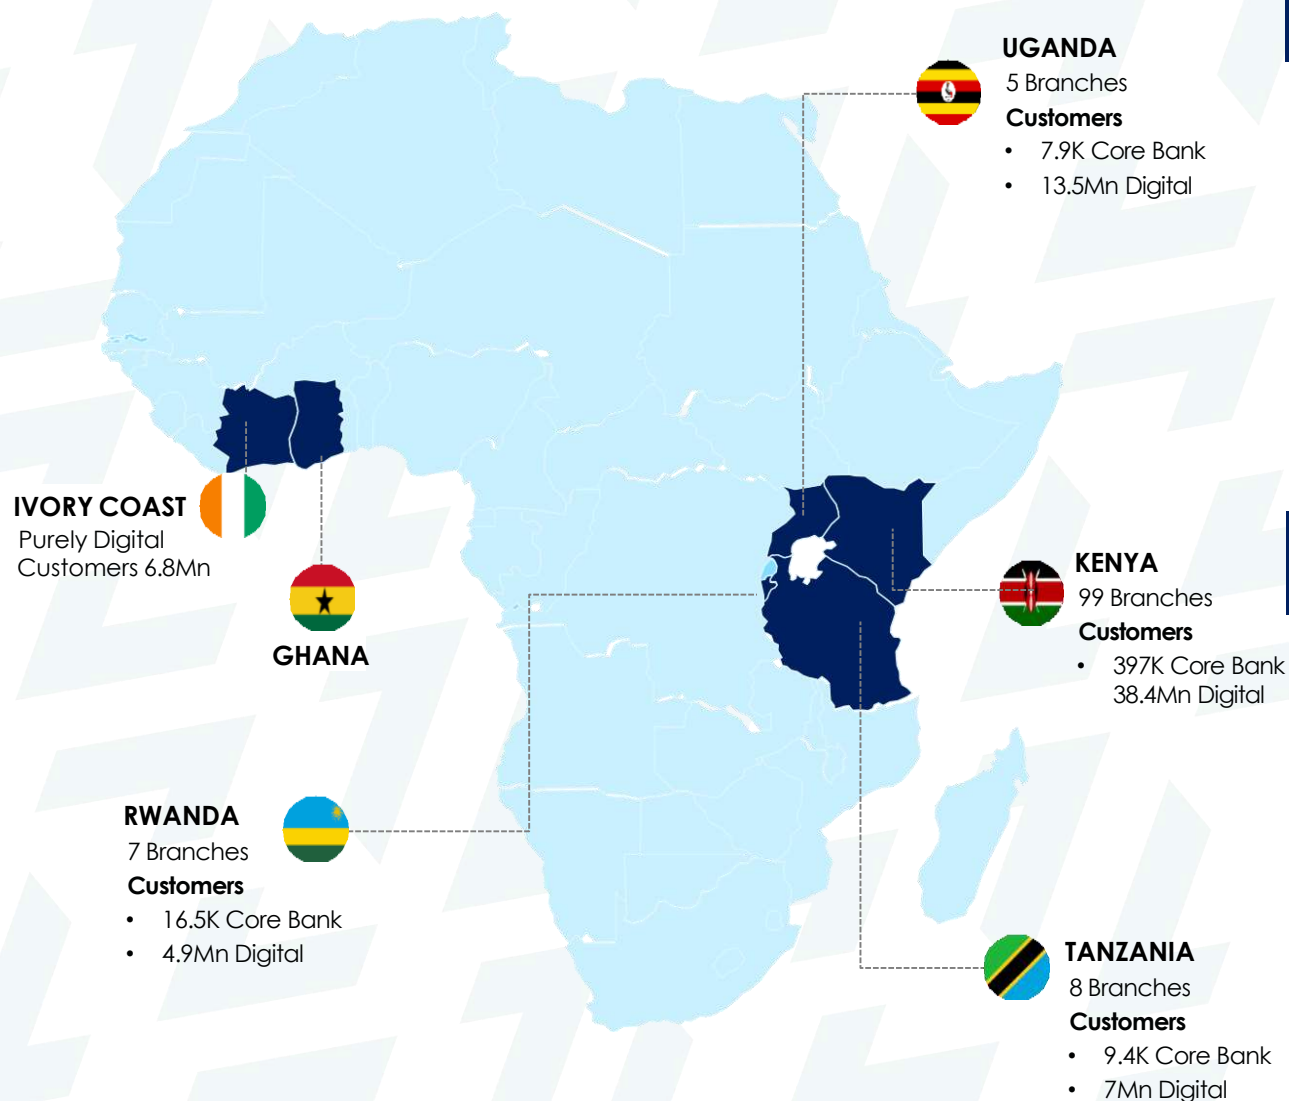 UGANDA
5 Branches
Customers
• 7.9K Core Bank
• 13.5Mn Digital
IVORY COAST
Purely Digital
Customers 6.8Mn
GHANA
KENYA
99 Branches
Customers
• 397K Core Bank
38.4Mn Digital
RWANDA
7 Branches
Customers
• 16.5K Core Bank
• 4.9Mn Digital
TANZANIA
8 Branches
Customers
• 9.4K Core Bank
• 7Mn Digital